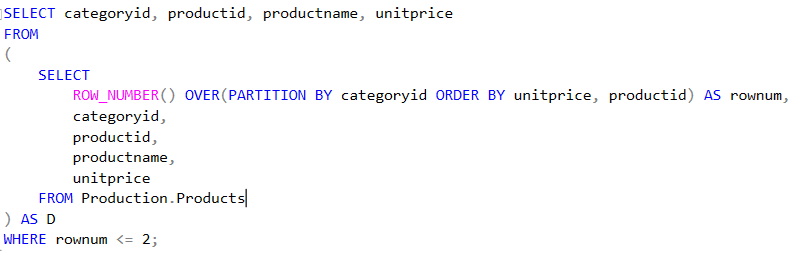 SELECT categoryid, productid, productname, unitprice
FROM
(
    SELECT
        ROW_NUMBER() OVER(PARTITION BY categoryid ORDER BY unitprice, productid) AS rownum,
        categoryid,
        productid,
        productname,
        unitprice
    FROM Production.Products
) AS D
WHERE rownum <= 2;